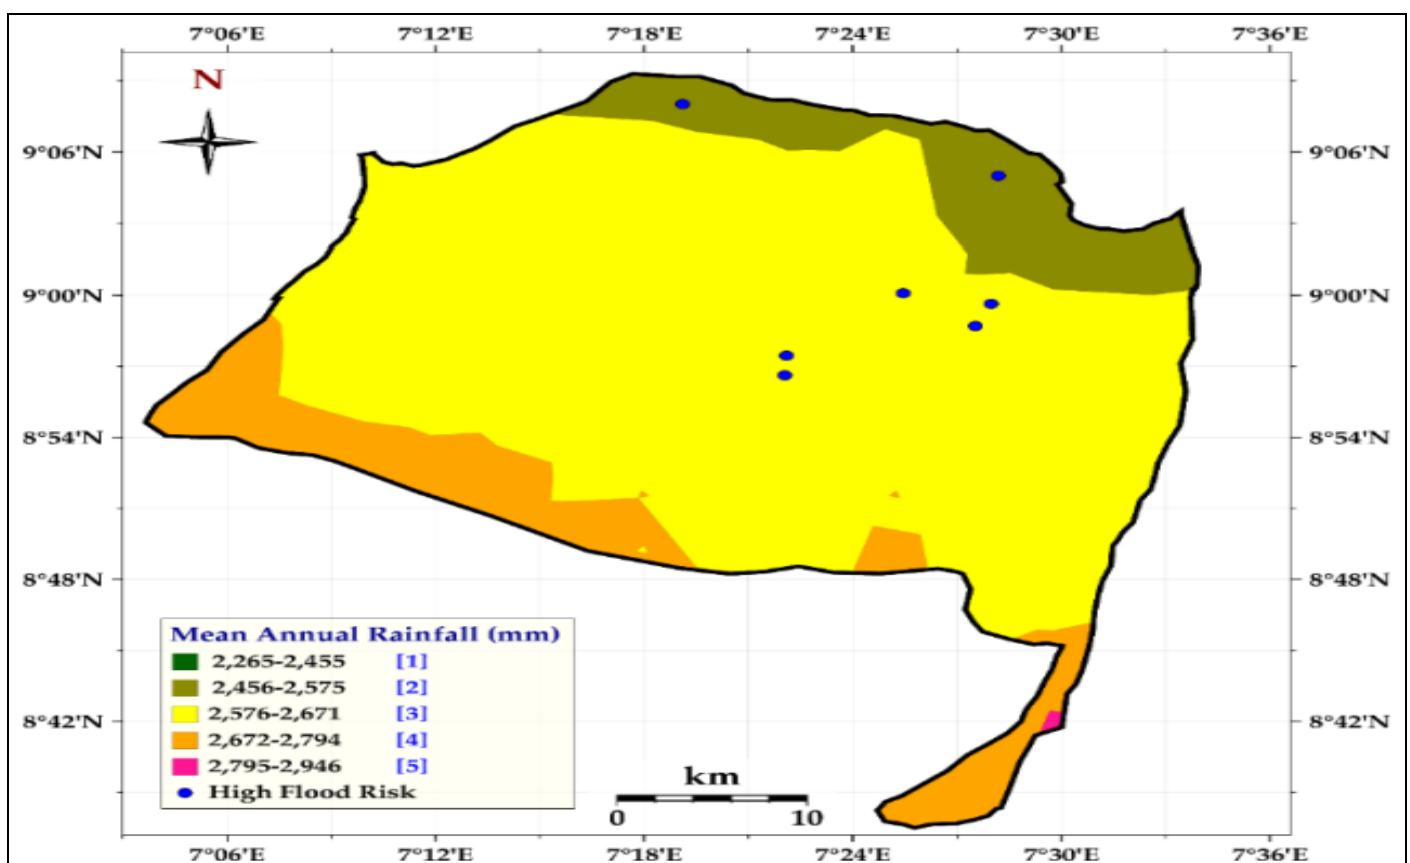 7°06'E 7°12'E 7°18'E 7°24'E 7°30'E 7°36'E
N
9°06'N 9°06'N
9°00'N 9°00'N
8°54'N 8°54'N
8°48'N 8°48'N
Mean Annual Rainfall (mm)
2,265-2,455 [1]
2,456-2,575 [2]
2,576-2,671 [3]
8°42'N 8°42'N
2,672-2,794 [4]
2,795-2,946 [5]
High Flood Risk
km
0 10
7°06'E 7°12'E 7°18'E 7°24'E 7°30'E 7°36'E